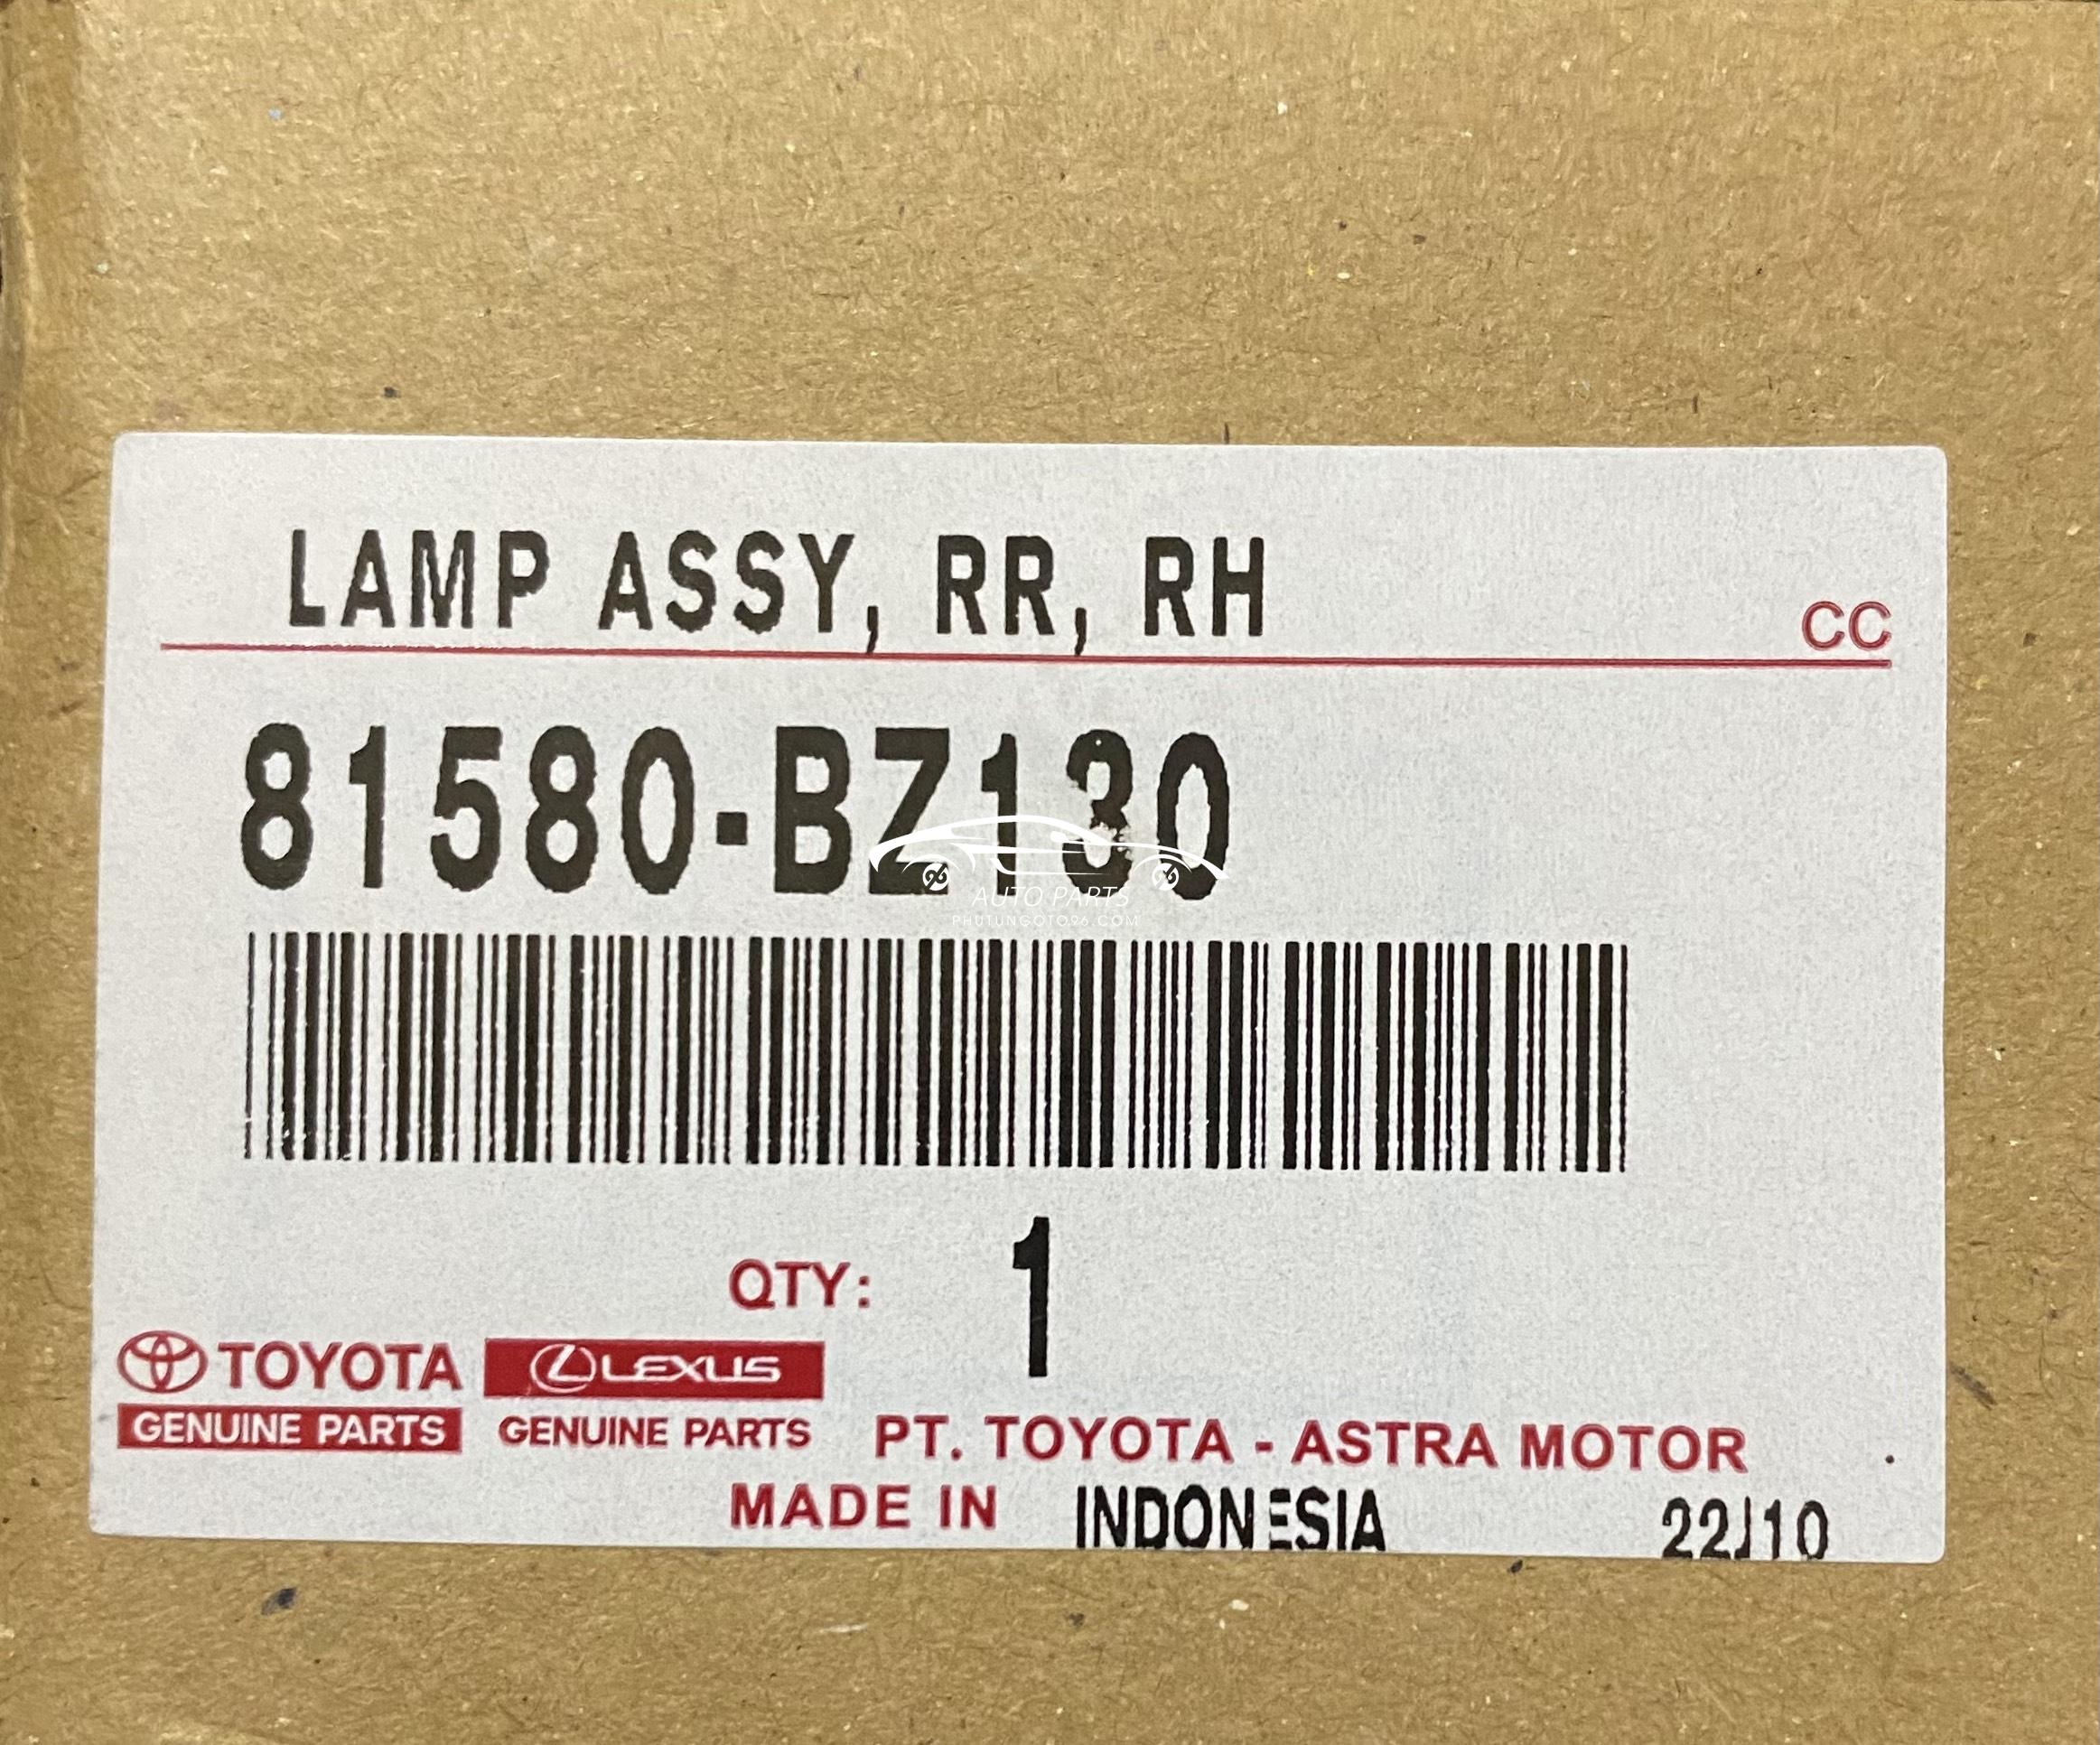 LAMP ASSY, RR, RH
CC
81580-BZ130
AUTO PARTS
PHUTUNGOTO96.COM
QTY: 1
TOYOTA
GENUINE PARTS
LEXUS
GENUINE PARTS
PT. TOYOTA - ASTRA MOTOR
MADE IN INDONESIA 22J10